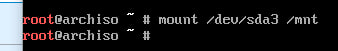 root@archiso ~ # mount /dev/sda3 /mnt
root@archiso ~ #